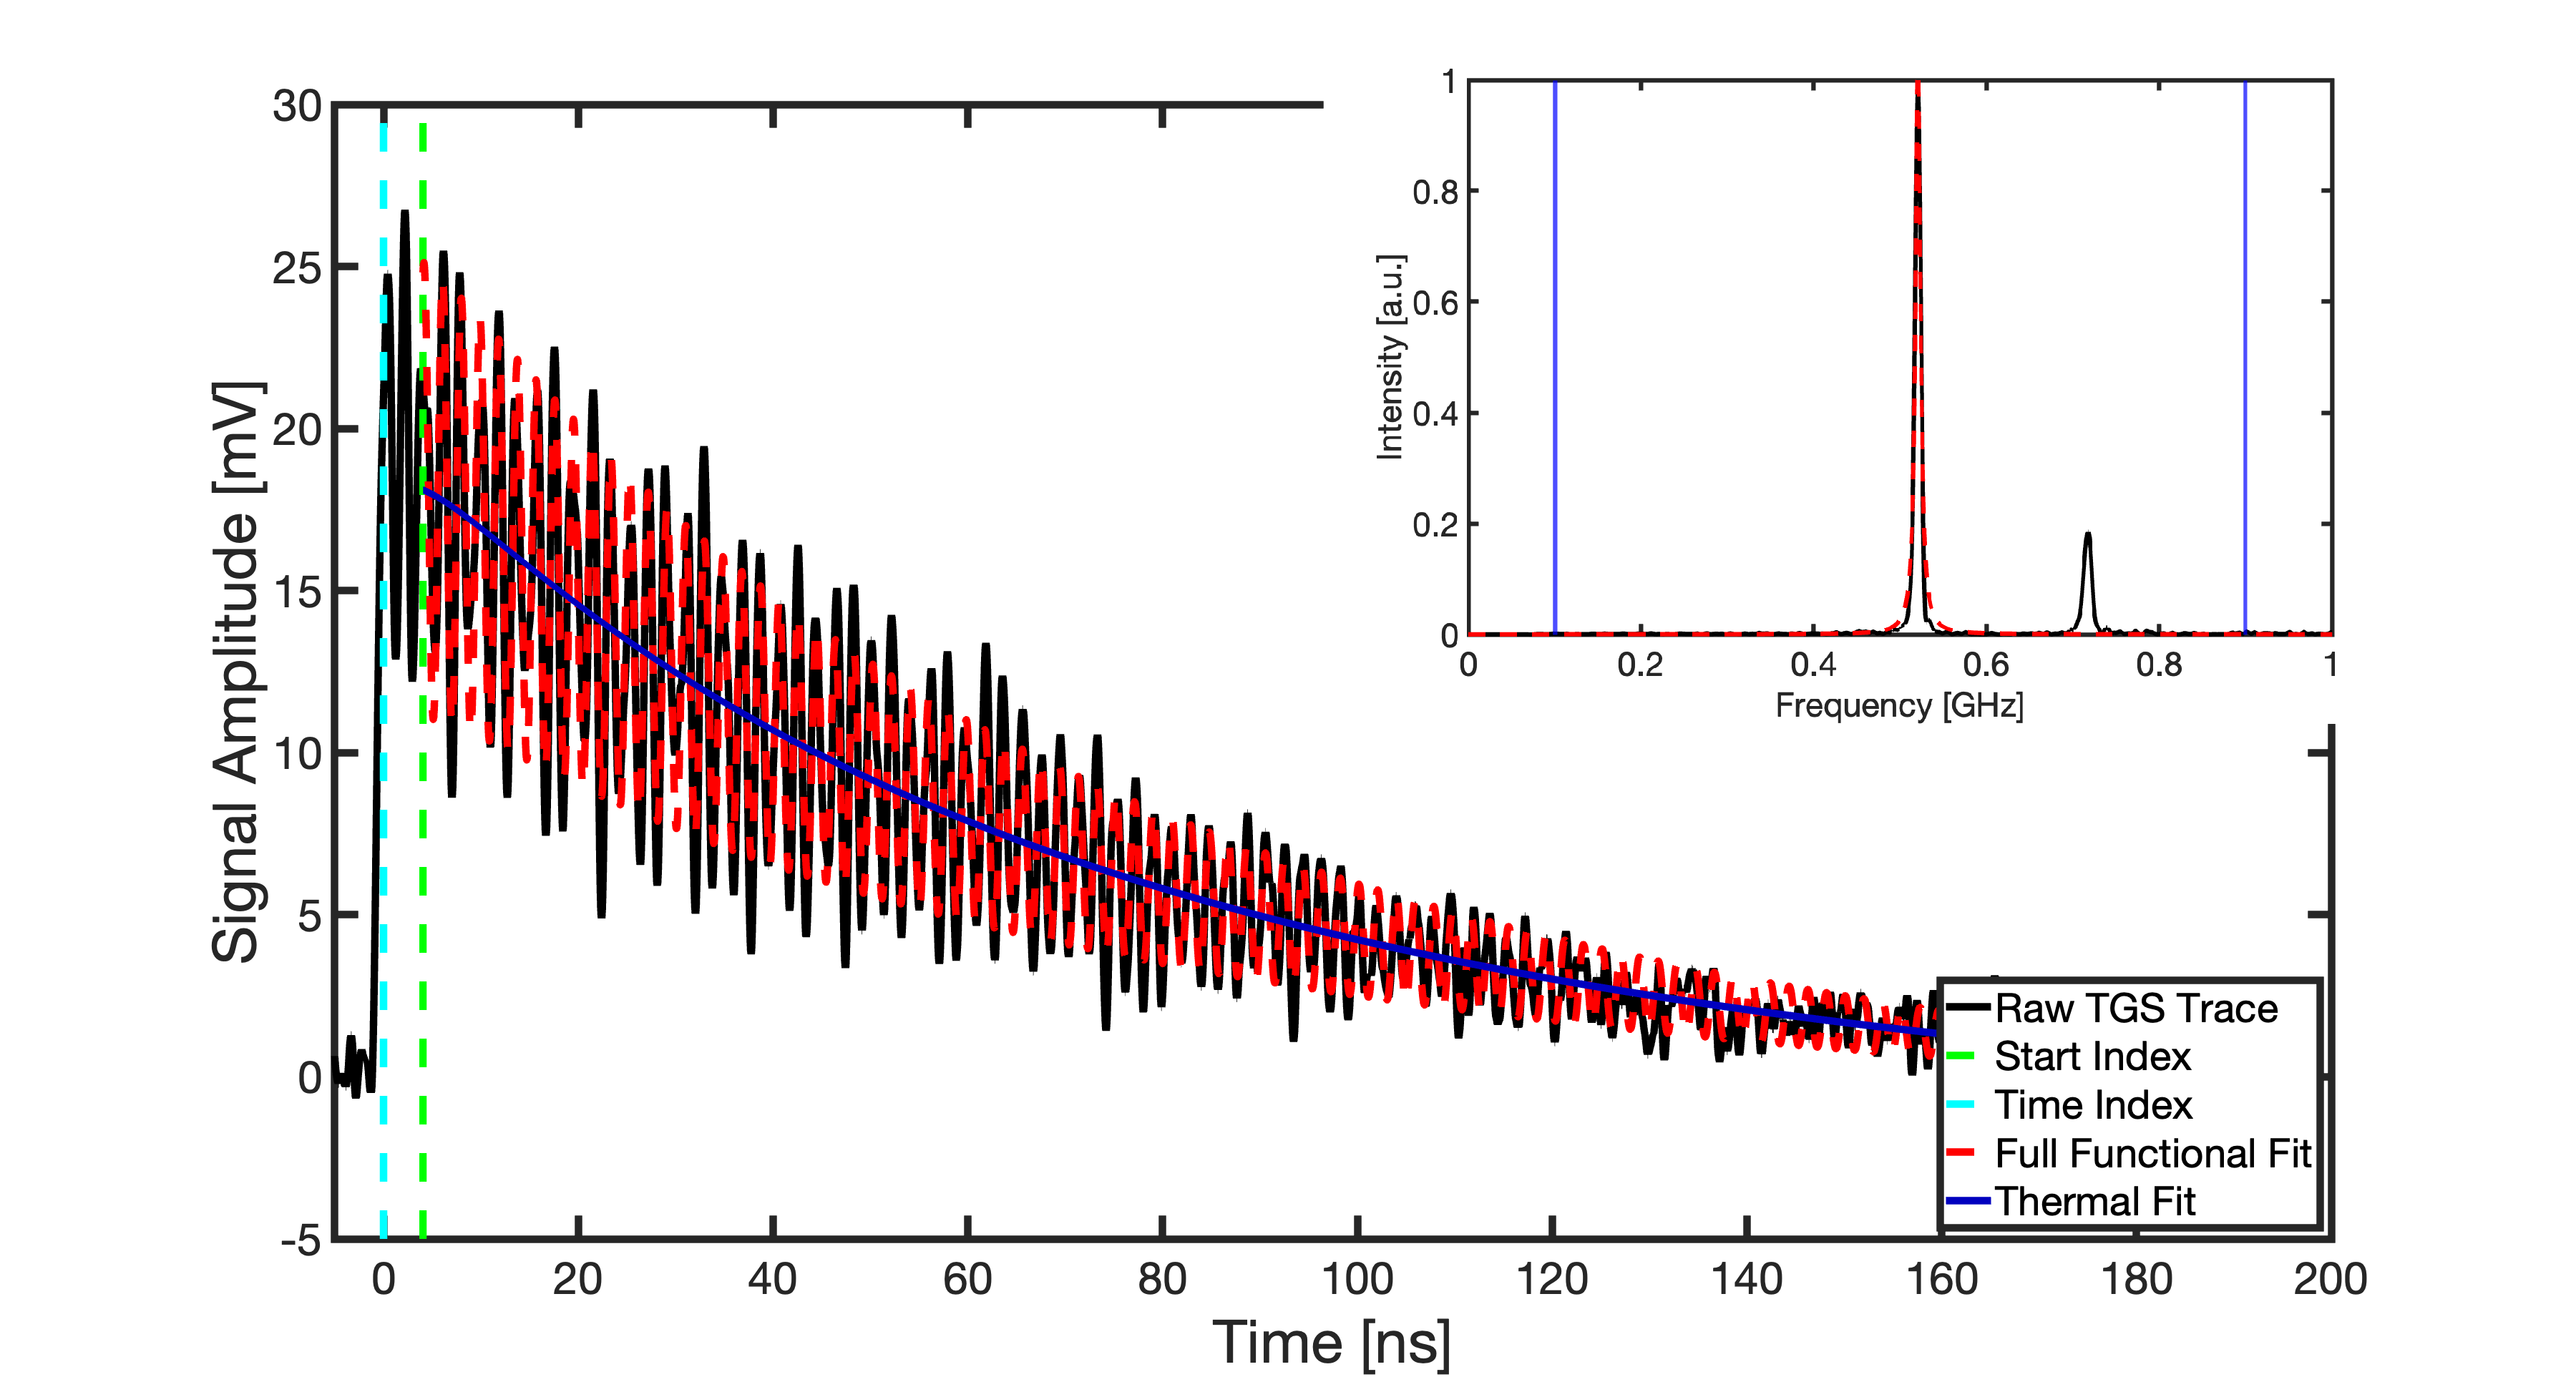 30
25
20
15
10
5
0
-5
Signal Amplitude [mV]
0 20 40 60 80 100 120 140 160 180 200
Time [ns]
1
0.8
0.6
0.4
0.2
0
Intensity [a.u.]
0 0.2 0.4 0.6 0.8 1
Frequency [GHz]
Raw TGS Trace
Start Index
Time Index
Full Functional Fit
Thermal Fit